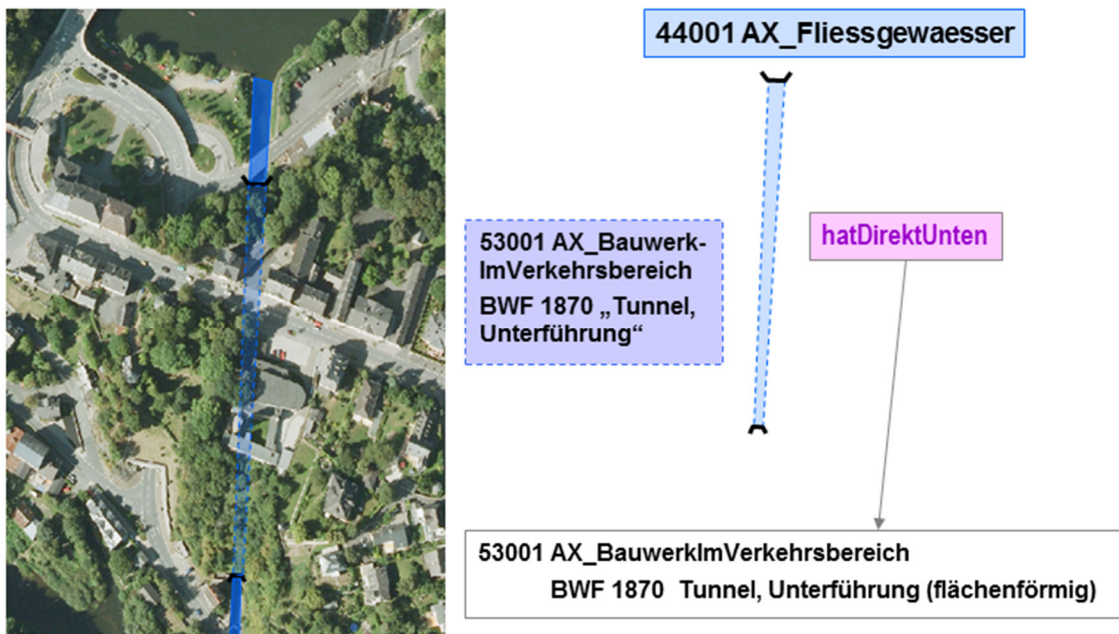 44001 AX_Fliessgewaesser
53001 AX_Bauwerk-
ImVerkehrsbereich
BWF 1870 „Tunnel,
Unterführung“
hatDirektUnten
53001 AX_BauwerkImVerkehrsbereich
BWF 1870 Tunnel, Unterführung (flächenförmig)